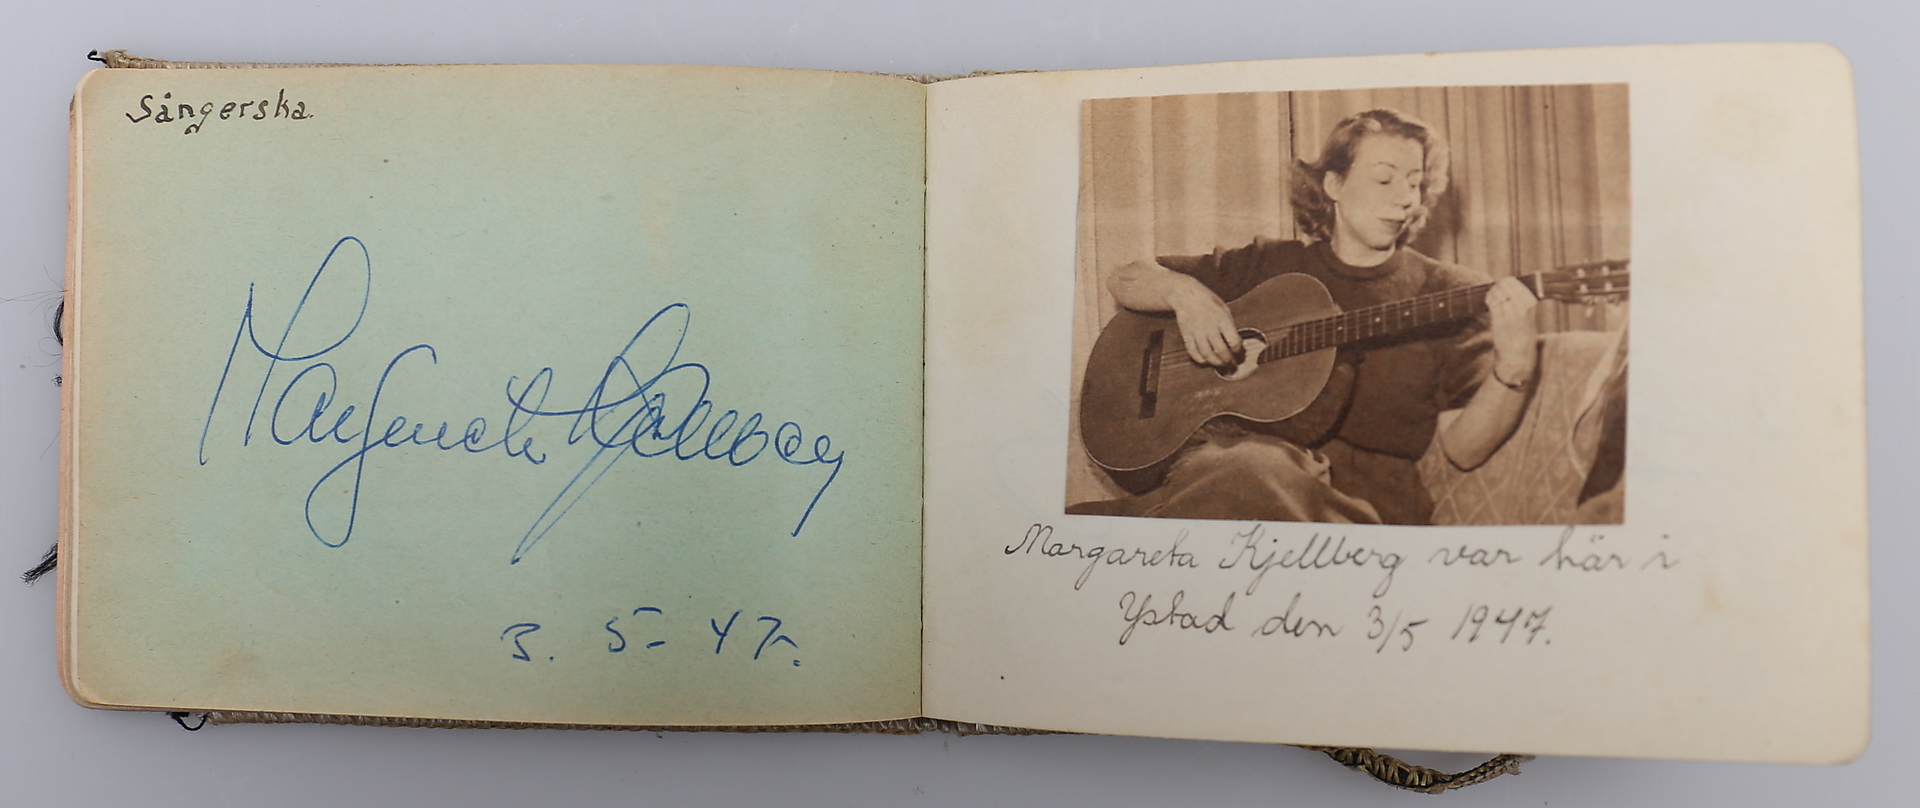 Sångerska.
Margareta Kjellberg
3. 5 - 47.
Margareta Kjellberg var här i
Ystad den 3/5 1947.